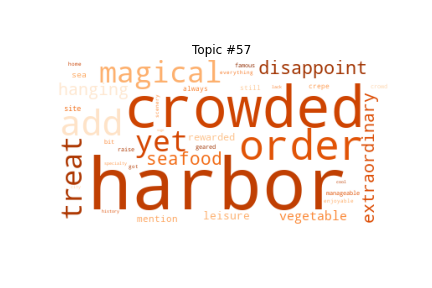 Topic #57
home famous
magical disappoint
sea everything
hanging always still crepe
crowded
site add
yet order
bit rewarded
treat raise geared seafood extraordinary
got
harbor
manageable
enjoyable
history mention leisure vegetable